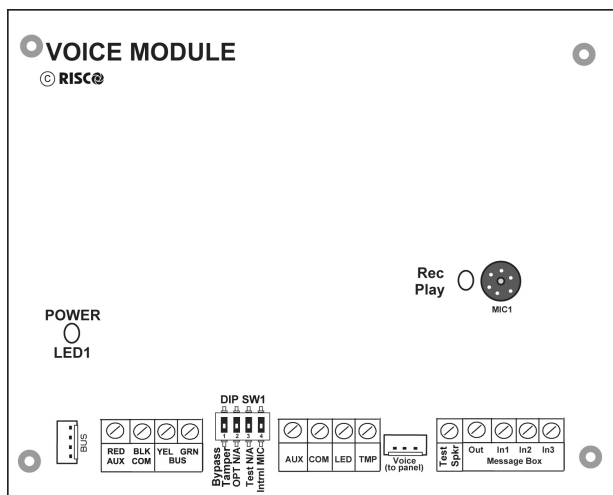 VOICE MODULE
© RISCO
Rec
Play
MIC1
POWER
LED1
DIP SW1
1 2 3 4
BUS
RED BLK YEL GRN
AUX COM BUS
Bypass
Tamper
OPT N/A
Test N/A
Intrnl MIC
AUX COM LED TMP
Voice
(to panel)
Test
Spkr
Out In1 In2 In3
Message Box